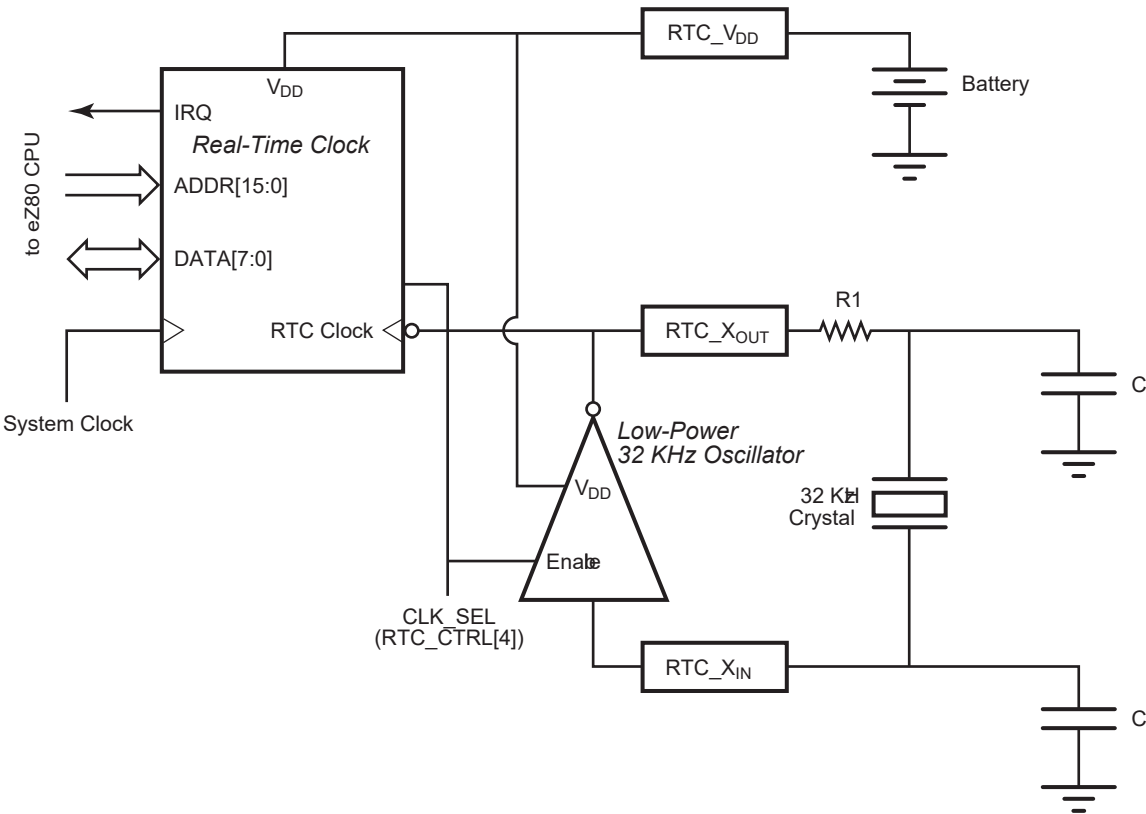 RTC_VDD
Battery
VDD
IRQ
Real-Time Clock
to eZ80 CPU
ADDR[15:0]
DATA[7:0]
R1
RTC Clock
RTC_XOUT
C
System Clock
Low-Power
32 KHz Oscillator
VDD
32 KHz
Crystal
Enable
CLK_SEL
(RTC_CTRL[4])
RTC_XIN
C